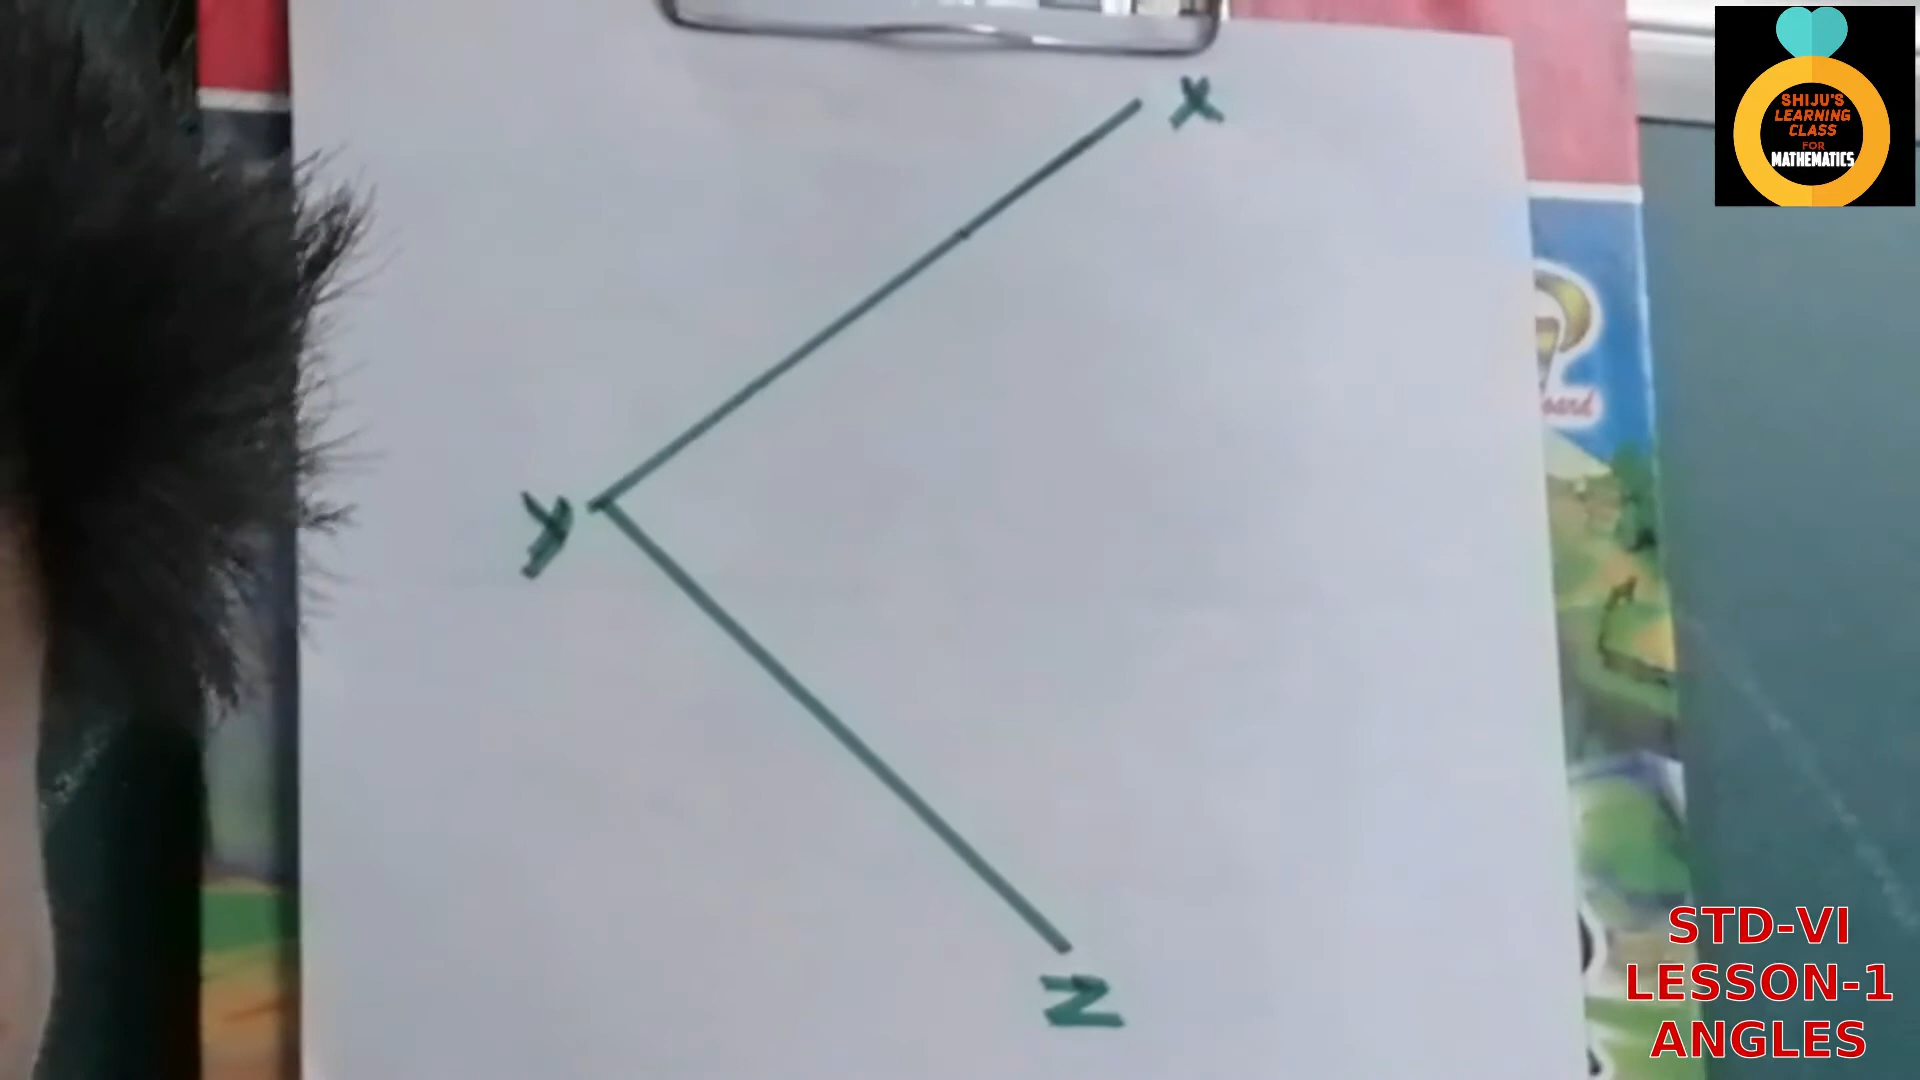 SHIJU'S
LEARNING
CLASS
FOR
MATHEMATICS
X
Y
Z
STD-VI
LESSON-1
ANGLES